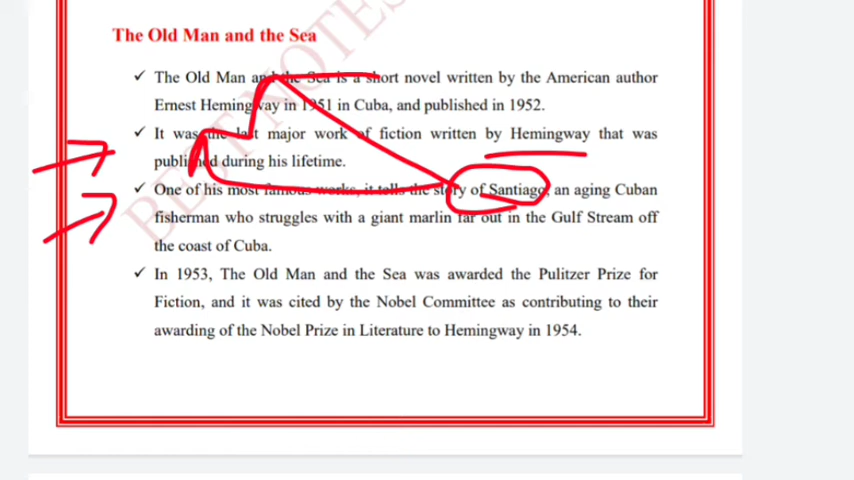 The Old Man and the Sea
✓ The Old Man and the Sea is a short novel written by the American author
Ernest Hemingway in 1951 in Cuba, and published in 1952.
✓ It was the last major work of fiction written by Hemingway that was
published during his lifetime.
✓ One of his most famous works, it tells the story of Santiago, an aging Cuban
fisherman who struggles with a giant marlin far out in the Gulf Stream off
the coast of Cuba.
✓ In 1953, The Old Man and the Sea was awarded the Pulitzer Prize for
Fiction, and it was cited by the Nobel Committee as contributing to their
awarding of the Nobel Prize in Literature to Hemingway in 1954.
BEST NOTES